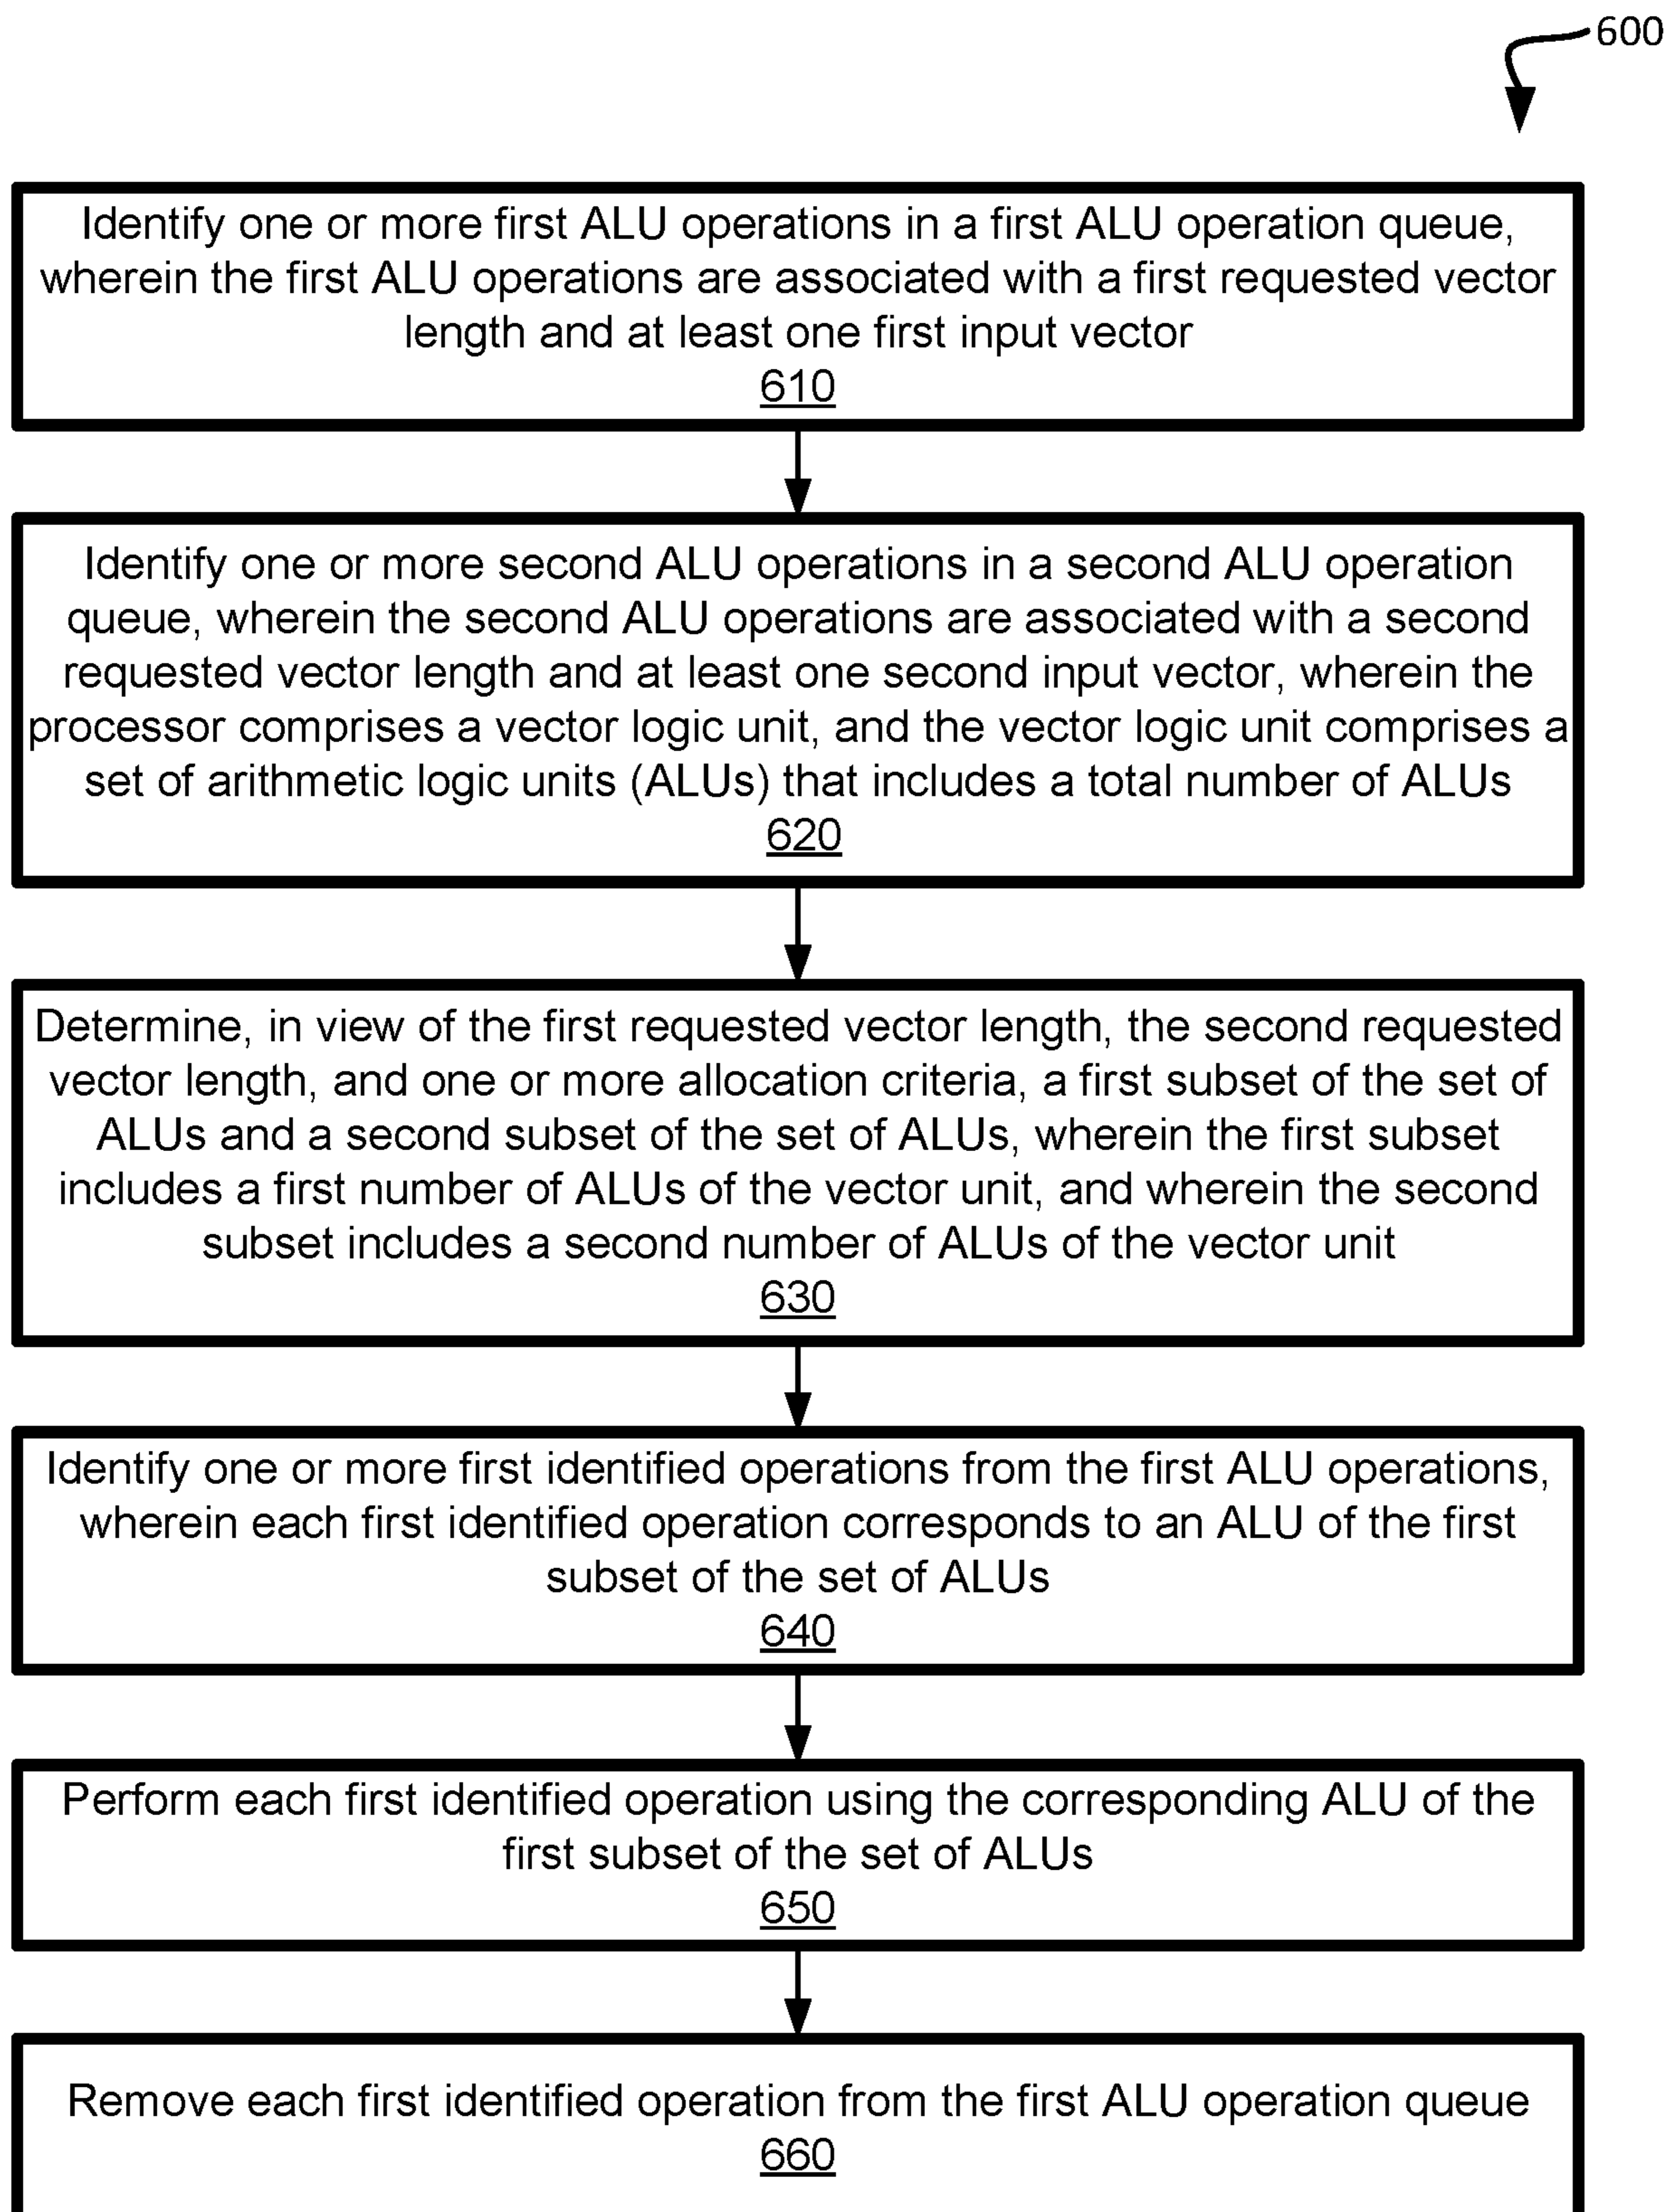 600
Identify one or more first ALU operations in a first ALU operation queue,
wherein the first ALU operations are associated with a first requested vector
length and at least one first input vector
610
Identify one or more second ALU operations in a second ALU operation
queue, wherein the second ALU operations are associated with a second
requested vector length and at least one second input vector, wherein the
processor comprises a vector logic unit, and the vector logic unit comprises a
set of arithmetic logic units (ALUs) that includes a total number of ALUs
620
Determine, in view of the first requested vector length, the second requested
vector length, and one or more allocation criteria, a first subset of the set of
ALUs and a second subset of the set of ALUs, wherein the first subset
includes a first number of ALUs of the vector unit, and wherein the second
subset includes a second number of ALUs of the vector unit
630
Identify one or more first identified operations from the first ALU operations,
wherein each first identified operation corresponds to an ALU of the first
subset of the set of ALUs
640
Perform each first identified operation using the corresponding ALU of the
first subset of the set of ALUs
650
Remove each first identified operation from the first ALU operation queue
660